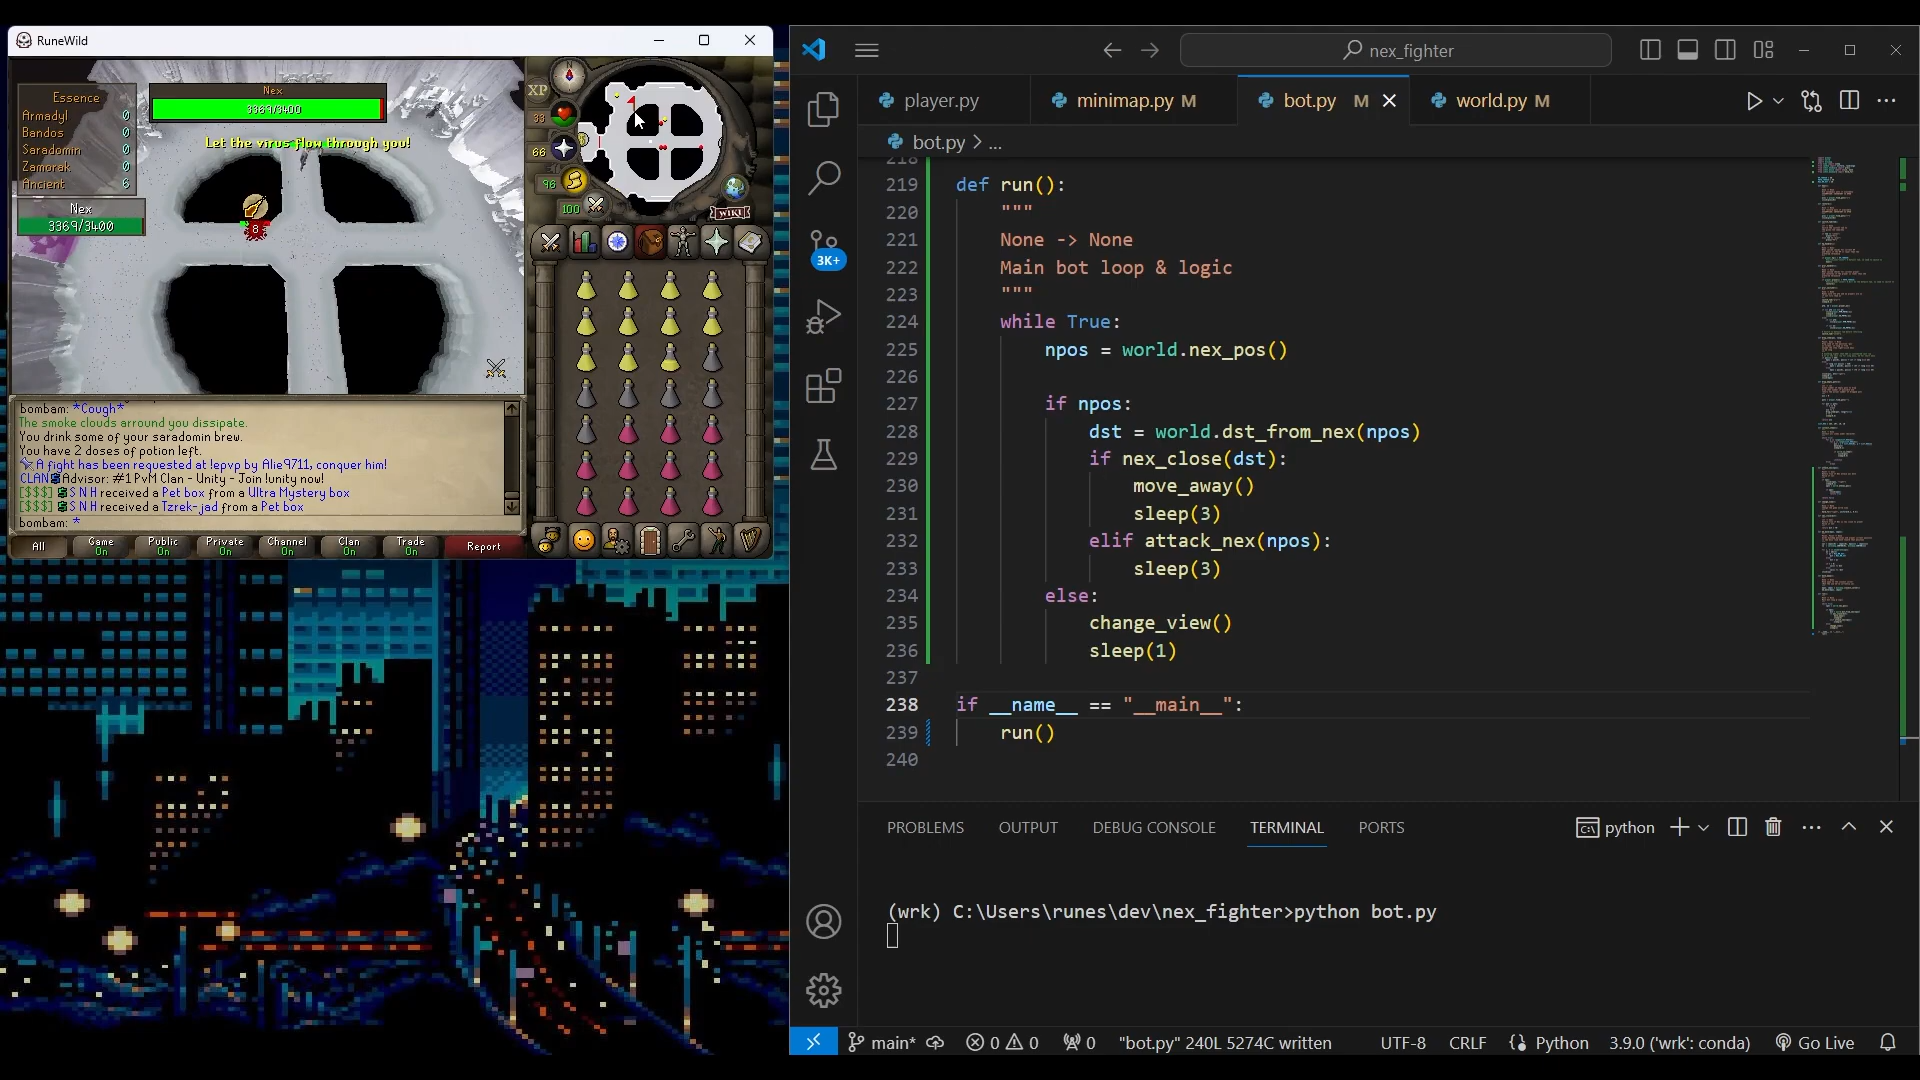 RuneWild
Essence
Armadyl 0
Bandos 0
Saradomin 0
Zamorak 0
Ancient 6
Nex
3369/3400
Nex
3369/3400
Let the virus flow through you!
8
XP
33
66
96
100
WIKI
bombam: *Cough*
The smoke clouds arround you dissipate.
You drink some of your saradomin brew.
You have 2 doses of potion left.
A fight has been requested at !epvp by Alie9711, conquer him!
CLAN Advisor: #1 PvM Clan - Unity - Join !unity now!
[$$$] S N H received a Pet box from a Ultra Mystery box
[$$$] S N H received a Tzrek-jad from a Pet box
bombam: *
All
Game On
Public On
Private On
Channel On
Clan On
Trade On
Report
nex_fighter
player.py
minimap.py M
bot.py M
world.py M
bot.py > ...
3K+
218
219 def run():
220 """
221 None -> None
222 Main bot loop & logic
223 """
224 while True:
225 npos = world.nex_pos()
226
227 if npos:
228 dst = world.dst_from_nex(npos)
229 if nex_close(dst):
230 move_away()
231 sleep(3)
232 elif attack_nex(npos):
233 sleep(3)
234 else:
235 change_view()
236 sleep(1)
237
238 if __name__ == "__main__":
239 run()
240
PROBLEMS OUTPUT DEBUG CONSOLE TERMINAL PORTS
python
(wrk) C:\Users\runes\dev\nex_fighter>python bot.py
main* 0 0 0 "bot.py" 240L 5274C written UTF-8 CRLF Python 3.9.0 ('wrk': conda) Go Live